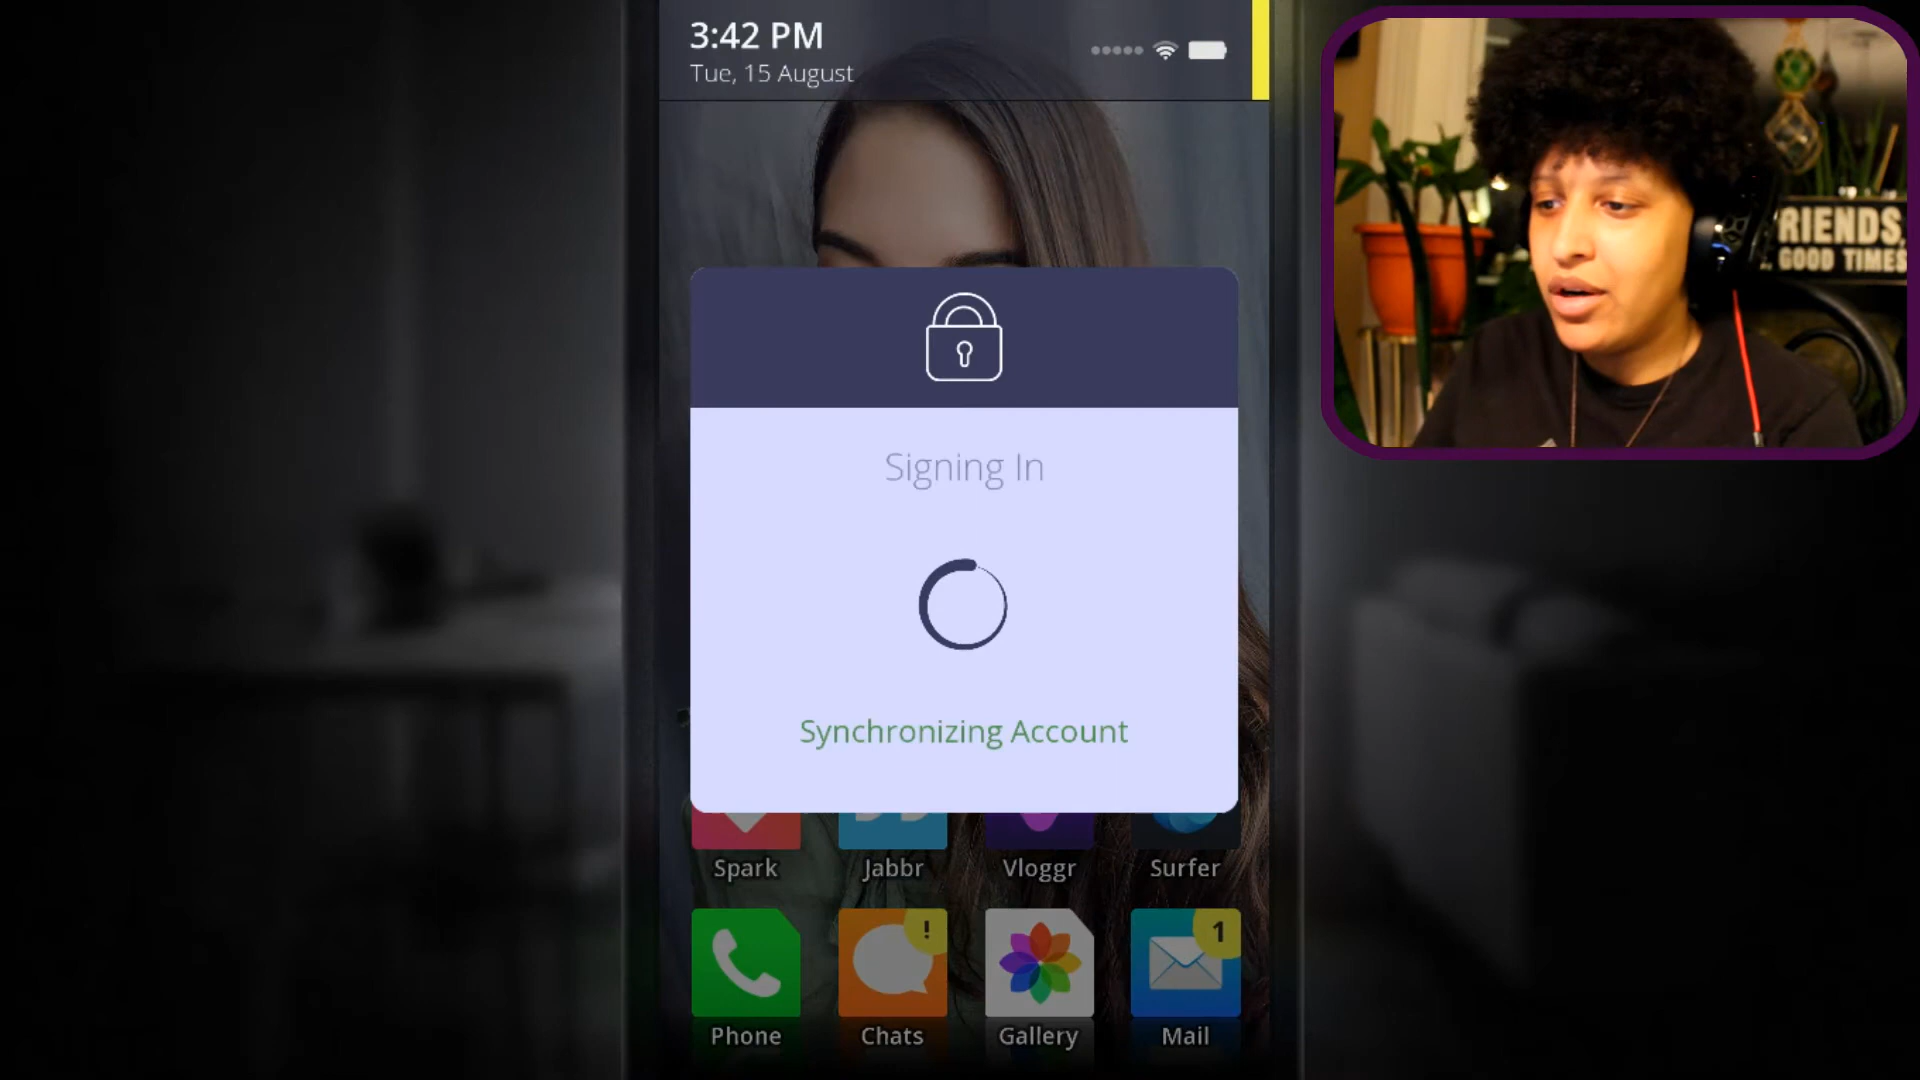 3:42 PM
Tue, 15 August
RIENDS,
GOOD TIMES
Signing In
Synchronizing Account
Spark
Jabbr
Vloggr
Surfer
!
1
Phone
Chats
Gallery
Mail